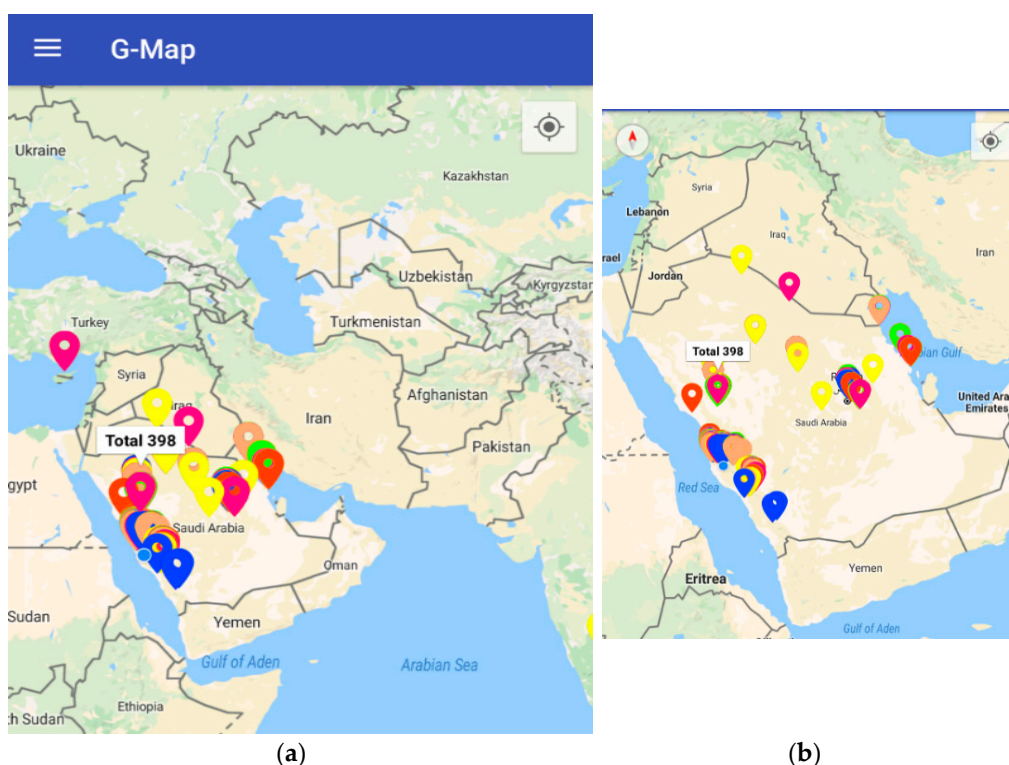 G-Map
Ukraine
Kazakhstan
Uzbekistan
Kyrgyzstan
Turkey
Turkmenistan
Syria
Afghanistan
Iran
Total 398
Pakistan
gypt
Saudi Arabia
Oman
Sudan
Yemen
Gulf of Aden
Arabian Sea
Ethiopia
h Sudan
(a)
Syria
Lebanon
Iraq
Iran
rael
Jordan
Total 398
bian Gulf
United Ara
Emirates
Saudi Arabia
Red Sea
Eritrea
Yemen
Gulf of Aden
(b)